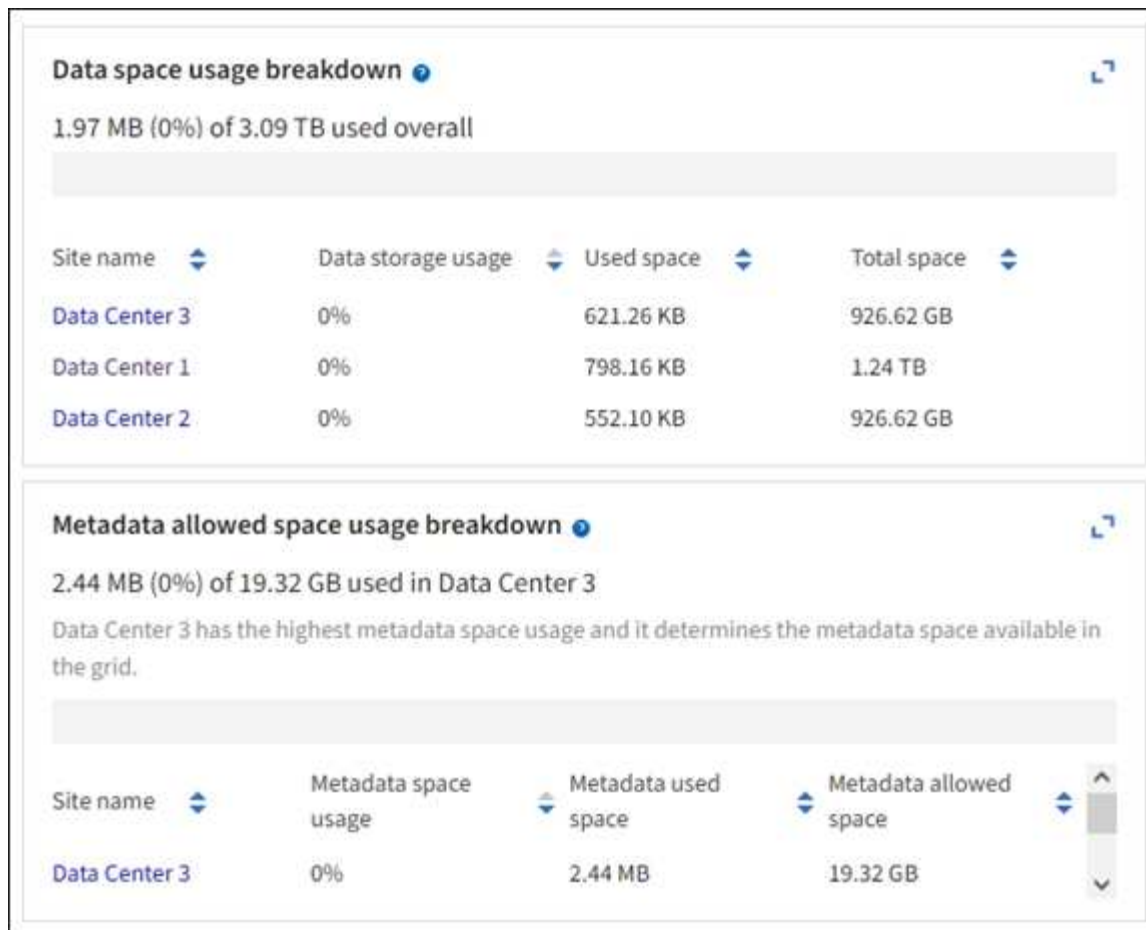 Data space usage breakdown ?
1.97 MB (0%) of 3.09 TB used overall
Site name Data storage usage Used space Total space
Data Center 3 0% 621.26 KB 926.62 GB
Data Center 1 0% 798.16 KB 1.24 TB
Data Center 2 0% 552.10 KB 926.62 GB
Metadata allowed space usage breakdown ?
2.44 MB (0%) of 19.32 GB used in Data Center 3
Data Center 3 has the highest metadata space usage and it determines the metadata space available in
the grid.
Site name Metadata space usage Metadata used space Metadata allowed space
Data Center 3 0% 2.44 MB 19.32 GB